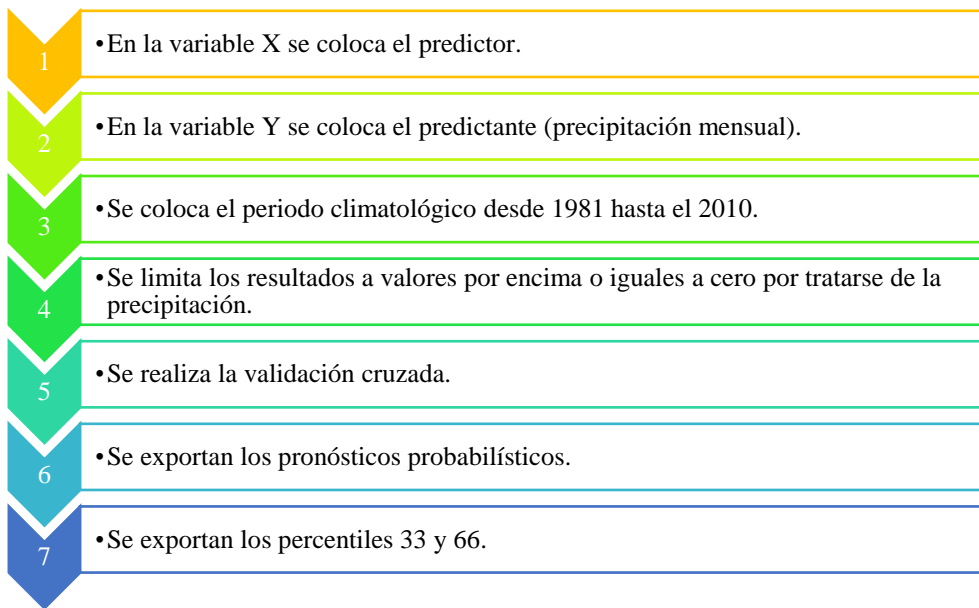 1
•En la variable X se coloca el predictor.
2
•En la variable Y se coloca el predictante (precipitación mensual).
3
•Se coloca el periodo climatológico desde 1981 hasta el 2010.
4
•Se limita los resultados a valores por encima o iguales a cero por tratarse de la
precipitación.
5
•Se realiza la validación cruzada.
6
•Se exportan los pronósticos probabilísticos.
7
•Se exportan los percentiles 33 y 66.